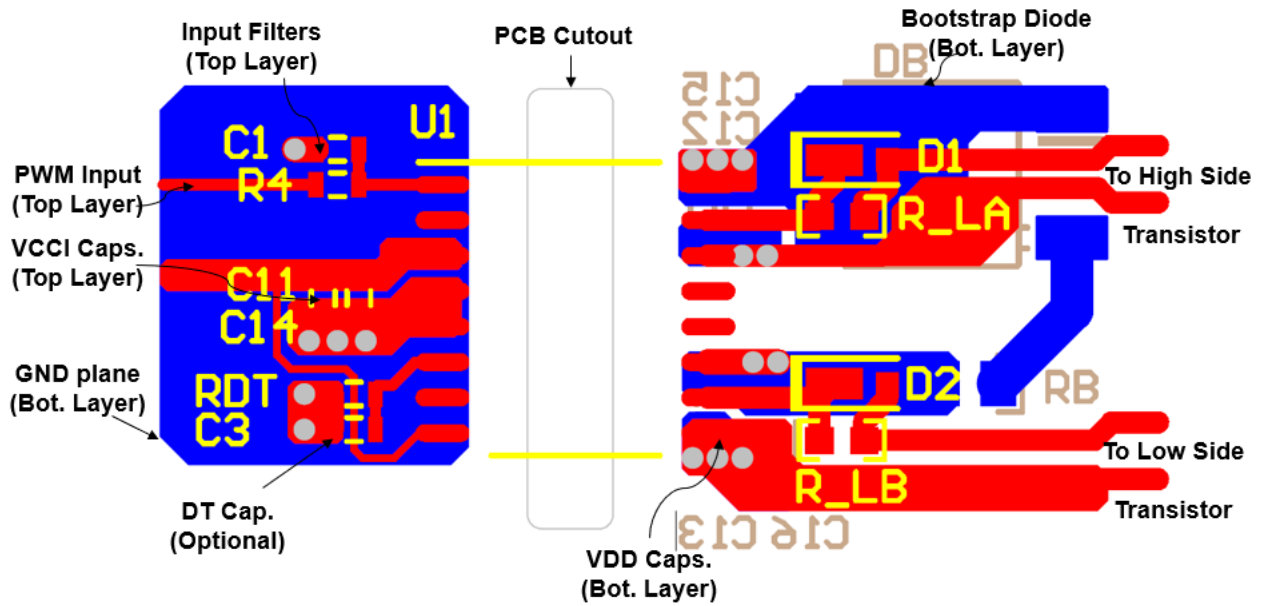 Input Filters
(Top Layer)
PCB Cutout
Bootstrap Diode
(Bot. Layer)
DB
C15
C12
C1
U1
R4
D1
PWM Input
(Top Layer)
To High Side
R_LA
VCCI Caps.
(Top Layer)
Transistor
C11
C14
GND plane
(Bot. Layer)
RDT
C3
D2
RB
To Low Side
R_LB
Transistor
DT Cap.
(Optional)
C13
C16
VDD Caps.
(Bot. Layer)